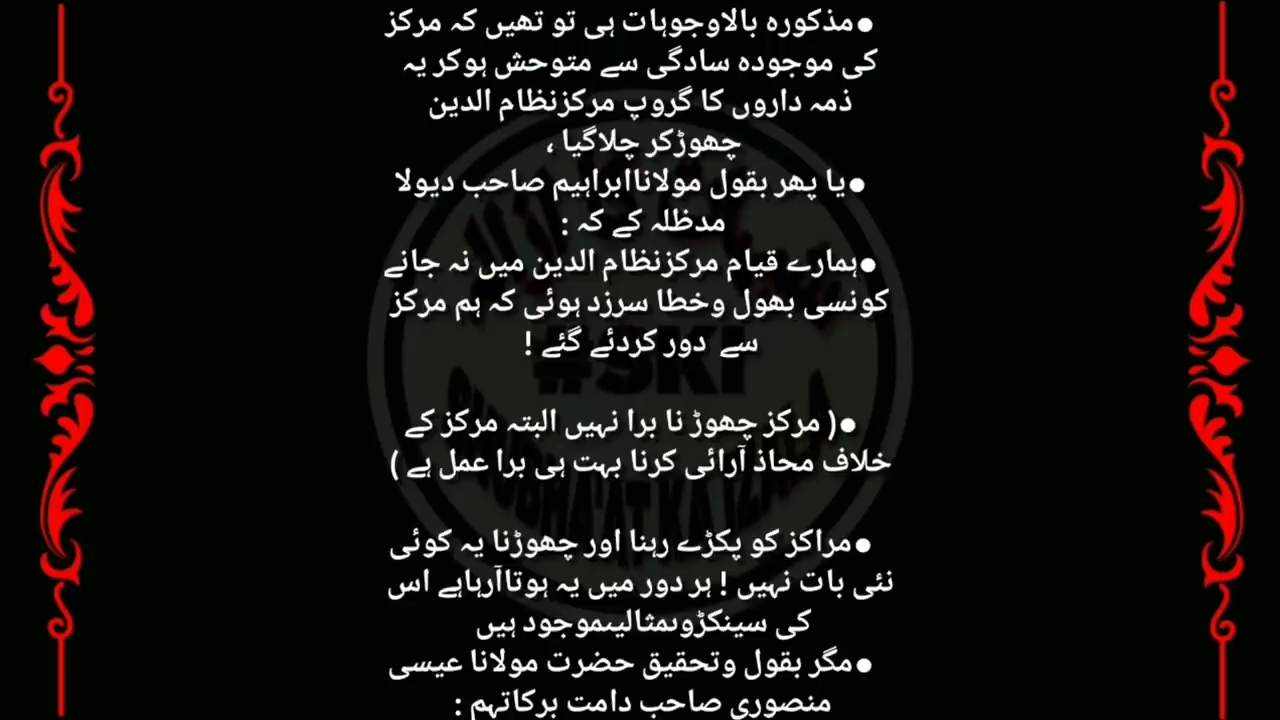 ●مذکورہ بالاوجوہات ہی تو تھیں کہ مرکز
کی موجودہ سادگی سے متوحش ہوکر یہ
ذمہ داروں کا گروپ مرکزنظام الدین
چھوڑکر چلاگیا ،
●یا پھر بقول مولاناابراہیم صاحب دیولا
مدظلہ کے کہ :
●ہمارے قیام مرکزنظام الدین میں نہ جانے
کونسی بھول وخطا سرزد ہوئی کہ ہم مرکز
سے دور کردئے گئے !
●( مرکز چھوڑ نا برا نہیں البتہ مرکز کے
خلاف محاذ آرائی کرنا بہت ہی برا عمل ہے )
●مراکز کو پکڑے رہنا اور چھوڑنا یہ کوئی
نئی بات نہیں ! ہر دور میں یہ ہوتاآرہاہے اس
کی سینکڑوںمثالیںموجود ہیں
●مگر بقول وتحقیق حضرت مولانا عیسی
منصوری صاحب دامت برکاتہم :
#SKI
SHUBHA'AT KA IZALA